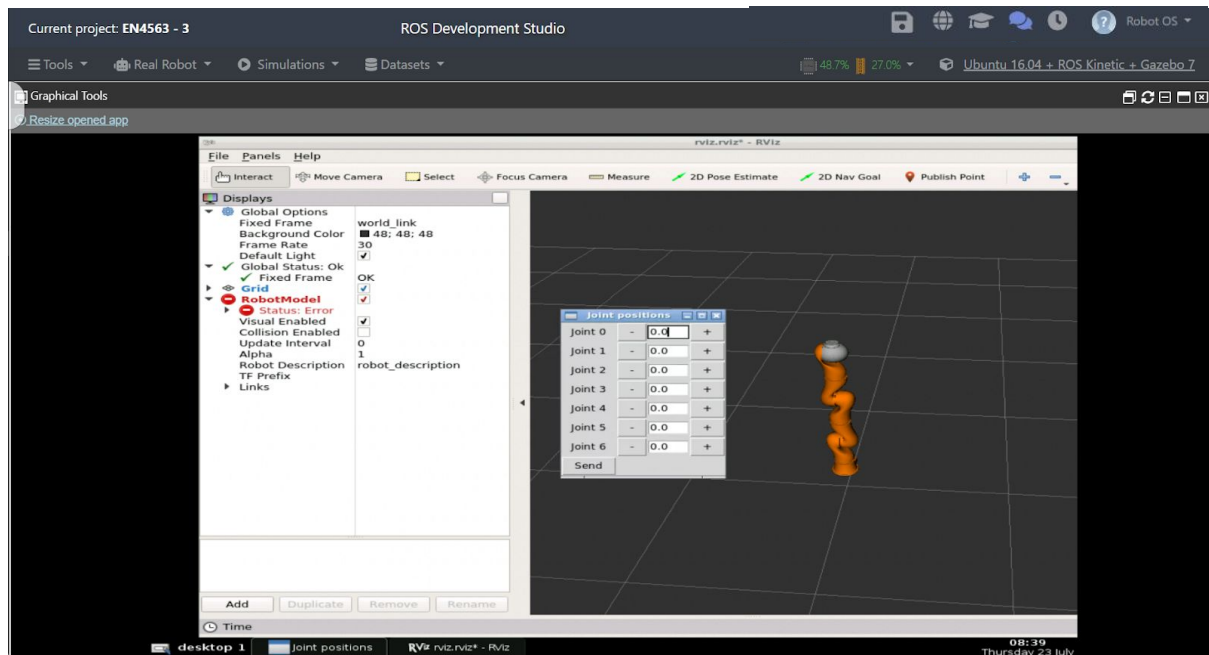 Current project: EN4563 - 3
ROS Development Studio
? Robot OS
Tools Real Robot Simulations Datasets
48.7% 27.0% Ubuntu 16.04 + ROS Kinetic + Gazebo 7
Graphical Tools
Resize opened app
rviz.rviz* - RViz
File Panels Help
Interact Move Camera Select Focus Camera Measure 2D Pose Estimate 2D Nav Goal Publish Point
Displays
Global Options
Fixed Frame world_link
Background Color 48; 48; 48
Frame Rate 30
Default Light
Global Status: Ok
Fixed Frame OK
Grid
RobotModel
Status: Error
Visual Enabled
Collision Enabled
Update Interval 0
Alpha 1
Robot Description robot_description
TF Prefix
Links
Joint positions
Joint 0 - 0.0 +
Joint 1 - 0.0 +
Joint 2 - 0.0 +
Joint 3 - 0.0 +
Joint 4 - 0.0 +
Joint 5 - 0.0 +
Joint 6 - 0.0 +
Send
Add Duplicate Remove Rename
Time
desktop 1 Joint positions RViz rviz.rviz* - RViz
08:39
Thursday 23 July